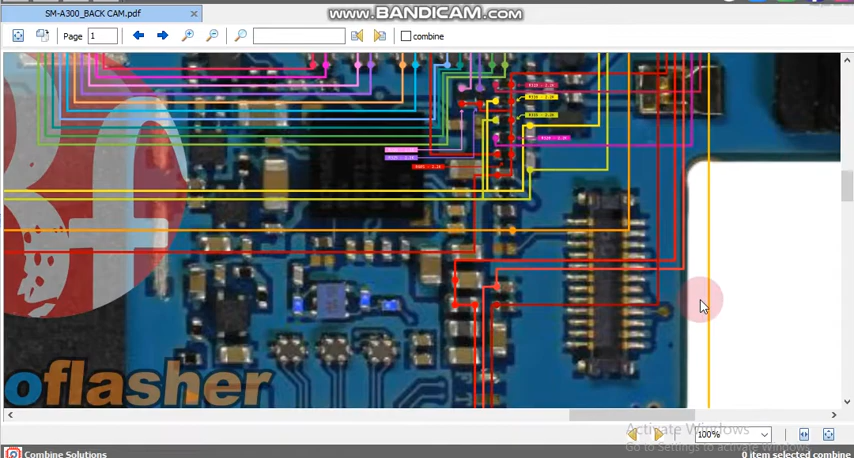 www.BANDICAM.com
SM-A300_BACK CAM.pdf
Page 1
combine
oflasher
Activate Windows
Go to Settings to activate Windows
100%
Combine Solutions
0 item selected combine